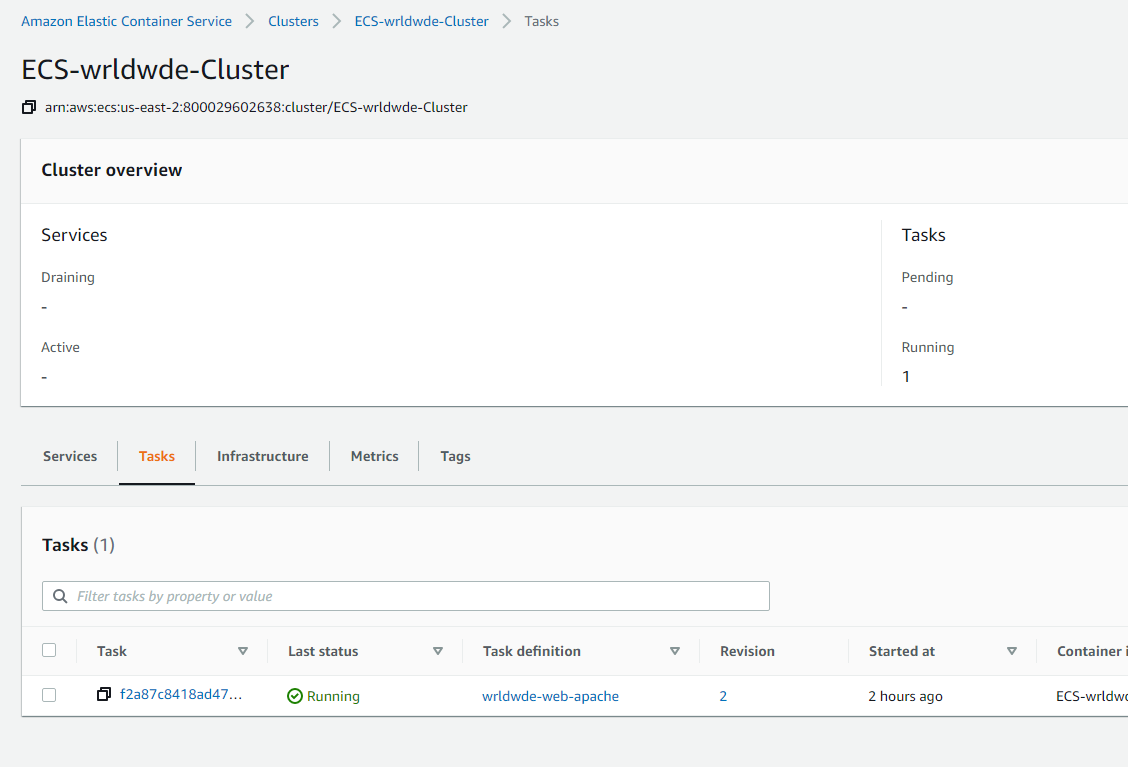 Amazon Elastic Container Service > Clusters > ECS-wrldwde-Cluster > Tasks
ECS-wrldwde-Cluster
arn:aws:ecs:us-east-2:800029602638:cluster/ECS-wrldwde-Cluster
Cluster overview
Services
Draining
-
Active
-
Tasks
Pending
-
Running
1
Services Tasks Infrastructure Metrics Tags
Tasks (1)
Filter tasks by property or value
Task Last status Task definition Revision Started at Container i
f2a87c8418ad47... Running wrldwde-web-apache 2 2 hours ago ECS-wrldwd